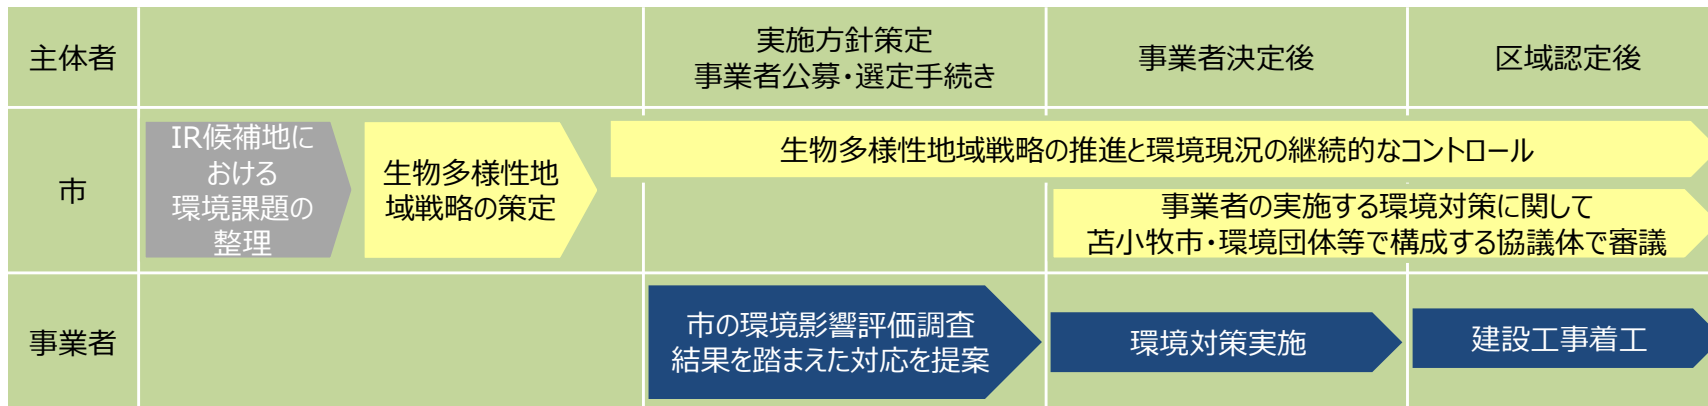 主体者
実施方針策定
事業者公募・選定手続き
事業者決定後
区域認定後
市
IR候補地に
おける
環境課題の
整理
生物多様性地
域戦略の策定
生物多様性地域戦略の推進と環境現況の継続的なコントロール
事業者の実施する環境対策に関して
苫小牧市・環境団体等で構成する協議体で審議
事業者
市の環境影響評価調査
結果を踏まえた対応を提案
環境対策実施
建設工事着工